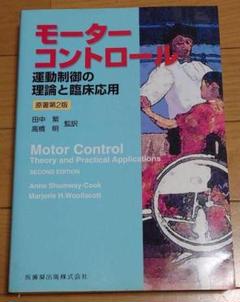 モーター
コントロール
運動制御の
理論と臨床応用
原著第2版
田中 繁
高橋 明
監訳
Motor Control
Theory and Practical Applications
SECOND EDITION
Anne Shumway-Cook
Marjorie H. Woollacott
医歯薬出版株式会社